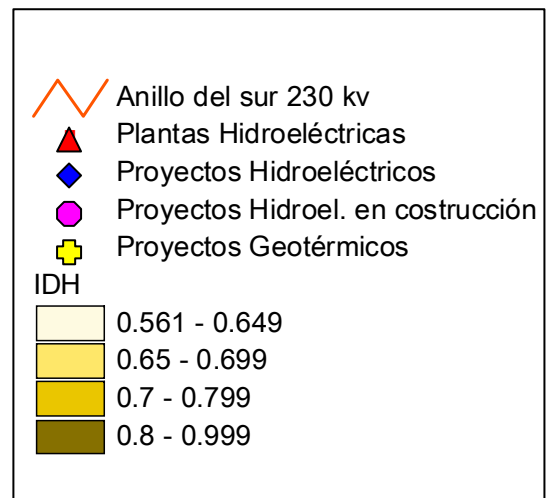 Anillo del sur 230 kv
Plantas Hidroeléctricas
Proyectos Hidroeléctricos
Proyectos Hidroel. en costrucción
Proyectos Geotérmicos
IDH
0.561 - 0.649
0.65 - 0.699
0.7 - 0.799
0.8 - 0.999